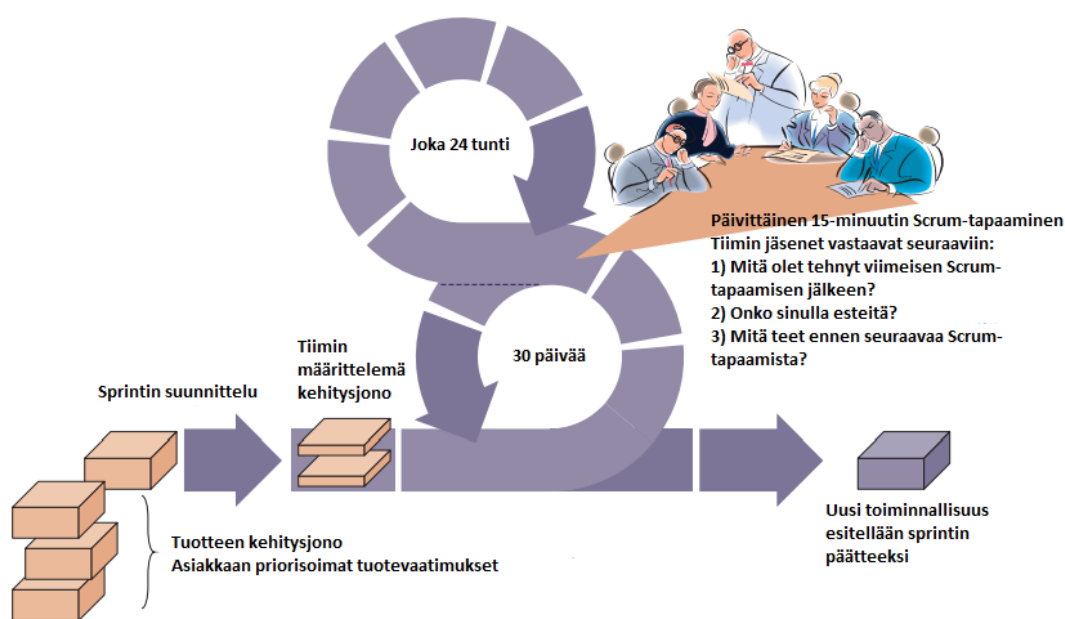 Joka 24 tunti
Päivittäinen 15-minuutin Scrum-tapaaminen
Tiimin jäsenet vastaavat seuraaviin:
1) Mitä olet tehnyt viimeisen Scrum-
tapaamisen jälkeen?
2) Onko sinulla esteitä?
3) Mitä teet ennen seuraavaa Scrum-
tapaamista?
30 päivää
Tiimin
määrittelemä
kehitysjono
Sprintin suunnittelu
Uusi toiminnallisuus
esitellään sprintin
päätteeksi
Tuotteen kehitysjono
Asiakkaan priorisoimat tuotevaatimukset